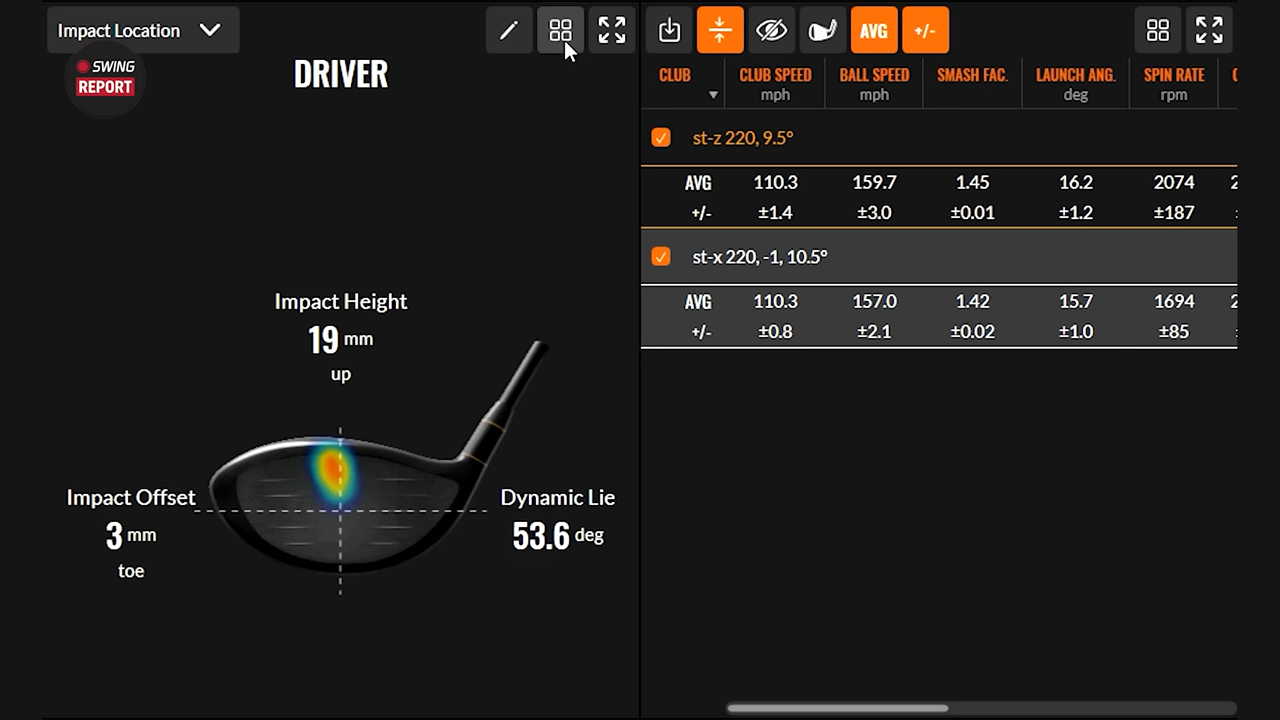 Impact Location
SWING
REPORT
DRIVER
Impact Height
19 mm
up
Impact Offset
3 mm
toe
Dynamic Lie
53.6 deg
AVG +/-
CLUB CLUB SPEED BALL SPEED SMASH FAC. LAUNCH ANG. SPIN RATE
mph mph deg rpm
st-z 220, 9.5°
AVG 110.3 159.7 1.45 16.2 2074
+/- ±1.4 ±3.0 ±0.01 ±1.2 ±187
st-x 220, -1, 10.5°
AVG 110.3 157.0 1.42 15.7 1694
+/- ±0.8 ±2.1 ±0.02 ±1.0 ±85